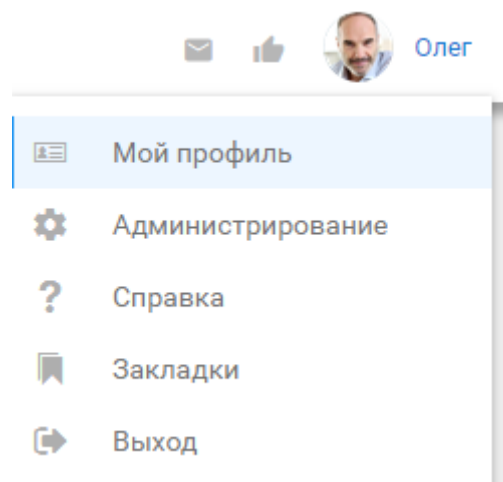 Олег
Мой профиль
Администрирование
Справка
Закладки
Выход